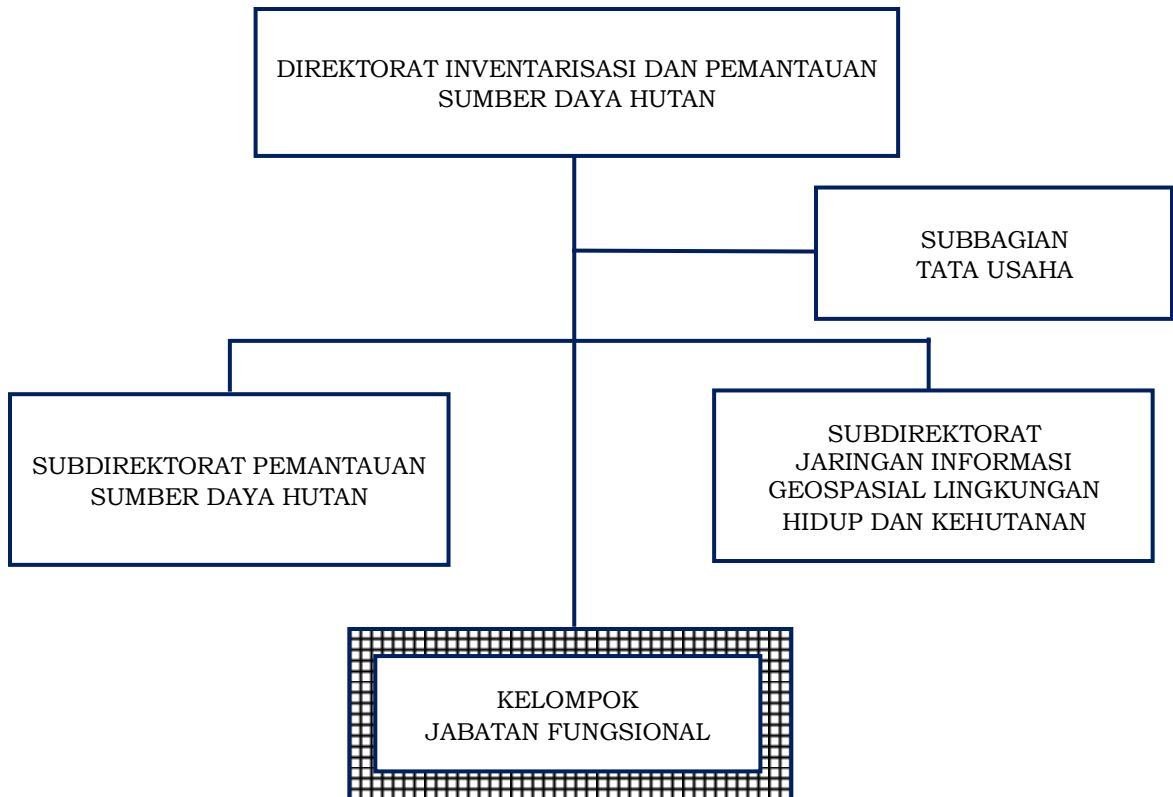 DIREKTORAT INVENTARISASI DAN PEMANTAUAN
SUMBER DAYA HUTAN
SUBBAGIAN
TATA USAHA
SUBDIREKTORAT PEMANTAUAN
SUMBER DAYA HUTAN
SUBDIREKTORAT
JARINGAN INFORMASI
GEOSPASIAL LINGKUNGAN
HIDUP DAN KEHUTANAN
KELOMPOK
JABATAN FUNGSIONAL